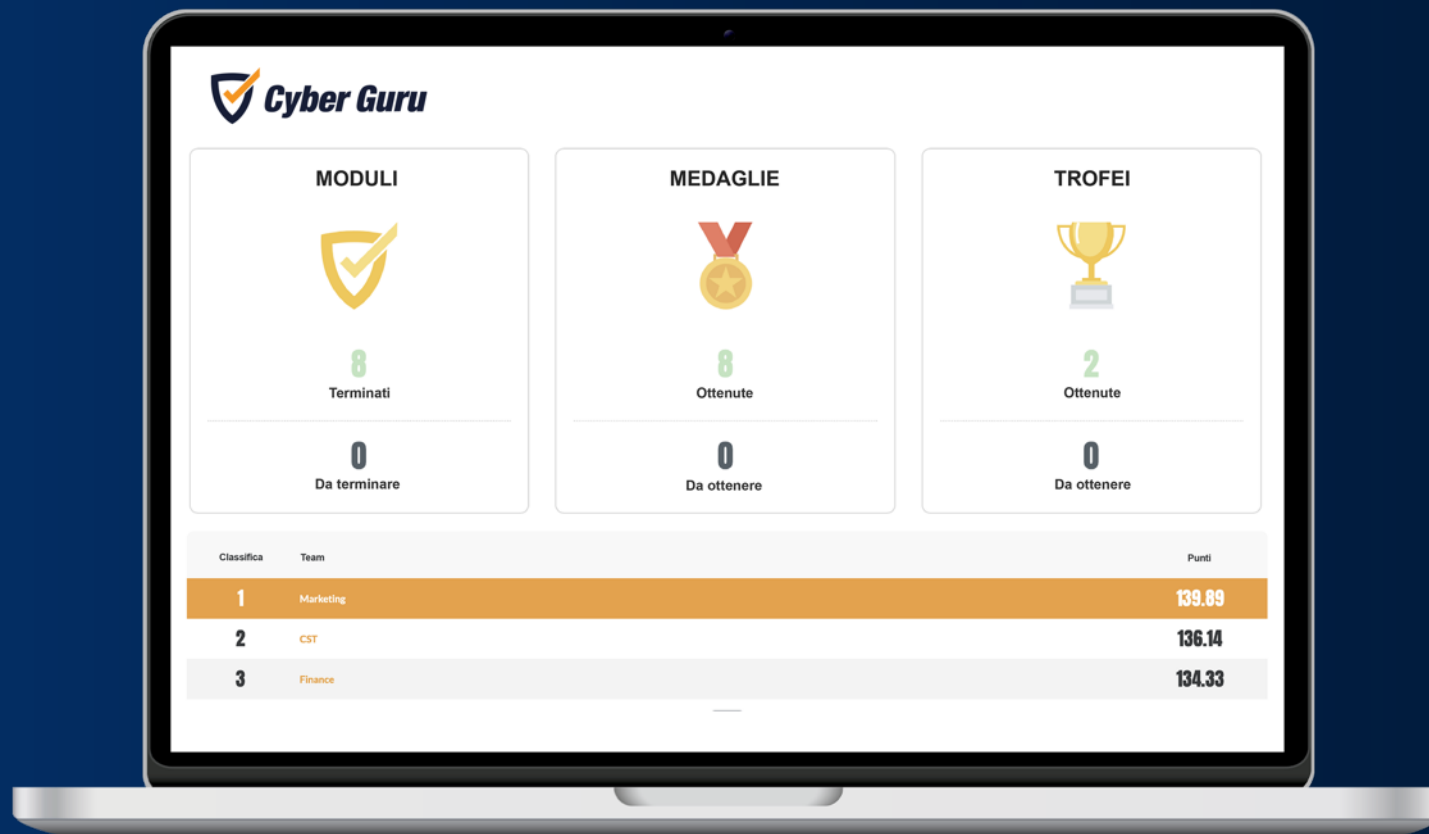 Cyber Guru
MODULI
8
Terminati
0
Da terminare
MEDAGLIE
8
Ottenute
0
Da ottenere
TROFEI
2
Ottenute
0
Da ottenere
Classifica Team Punti
1 Marketing 139.89
2 CST 136.14
3 Finance 134.33